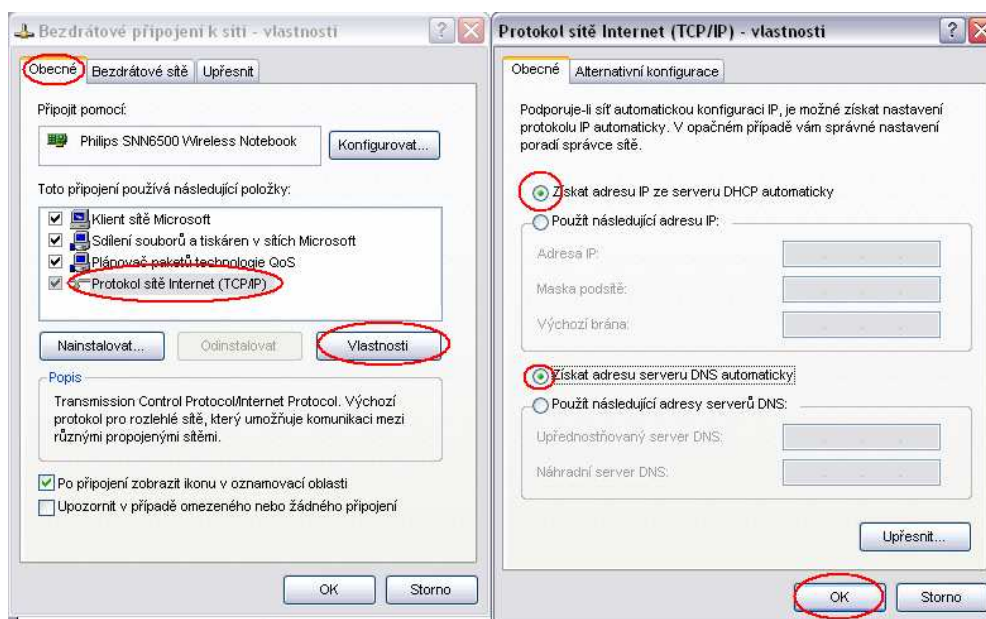 Bezdrátové připojení k síti - vlastnosti
Obecné
Bezdrátové sítě
Upřesnit
Připojit pomocí:
Philips SNN6500 Wireless Notebook
Konfigurovat...
Toto připojení používá následující položky:
Klient sítě Microsoft
Sdílení souborů a tiskáren v sítích Microsoft
Plánovač paketů technologie QoS
Protokol sítě Internet (TCP/IP)
Nainstalovat...
Odinstalovat
Vlastnosti
Popis
Transmission Control Protocol/Internet Protocol. Výchozí
protokol pro rozlehlé sítě, který umožňuje komunikaci mezi
různými propojenými sítěmi.
Po připojení zobrazit ikonu v oznamovací oblasti
Upozornit v případě omezeného nebo žádného připojení
OK
Storno
Protokol sítě Internet (TCP/IP) - vlastnosti
Obecné
Alternativní konfigurace
Podporuje-li síť automatickou konfiguraci IP, je možné získat nastavení
protokolu IP automaticky. V opačném případě vám správné nastavení
poradí správce sítě.
Získat adresu IP ze serveru DHCP automaticky
Použít následující adresu IP:
Adresa IP:
Maska podsítě:
Výchozí brána:
Získat adresu serveru DNS automaticky
Použít následující adresy serverů DNS:
Upřednostňovaný server DNS:
Náhradní server DNS:
Upřesnit...
OK
Storno